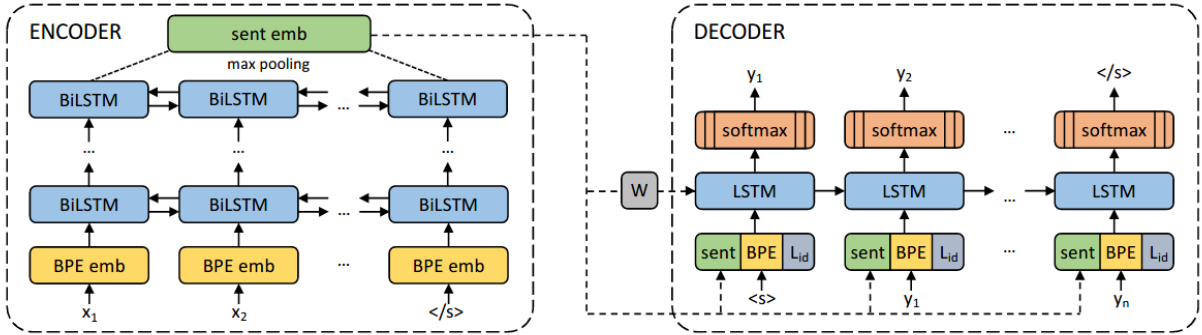 ENCODER
sent emb
max pooling
BiLSTM BiLSTM ... BiLSTM
... ... ...
BiLSTM BiLSTM ... BiLSTM
BPE emb BPE emb ... BPE emb
x1 x2 </s>
DECODER
y1 y2 </s>
softmax softmax ... softmax
W
LSTM LSTM ... LSTM
sent BPE Lid sent BPE Lid ... sent BPE Lid
<s> y1 yn